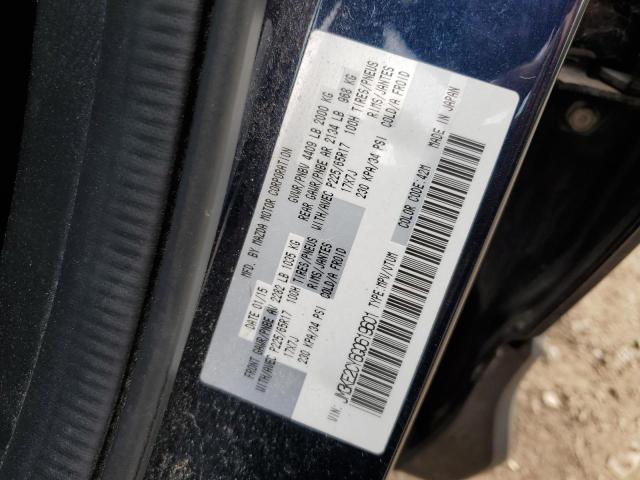 MFD. BY MAZDA MOTOR CORPORATION
DATE 01/15 GVWR/PNBV 4409 LB 2000 KG
FRONT GAWR/PNBE AV 2282 LB 1035 KG REAR GAWR/PNBE AR 2134 LB 968 KG
WITH/AVEC P225/65R17 100H TIRES/PNEUS WITH/AVEC P225/65R17 100H TIRES/PNEUS
17X7J RIMS/JANTES 17X7J RIMS/JANTES
230 KPA/34 PSI COLD/A FROID 230 KPA/34 PSI COLD/A FROID
VIN: TYPE MPV/VTUM COLOR CODE:42M MADE IN JAPAN